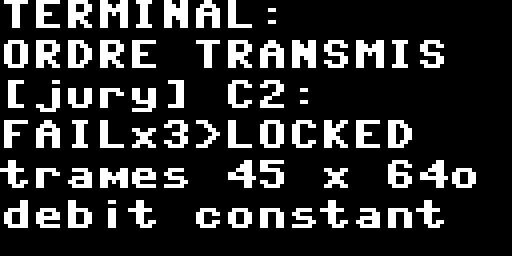 TERMINAL:
ORDRE TRANSMIS
[jury] C2:
FAILx3>LOCKED
trames 45 x 64o
debit constant